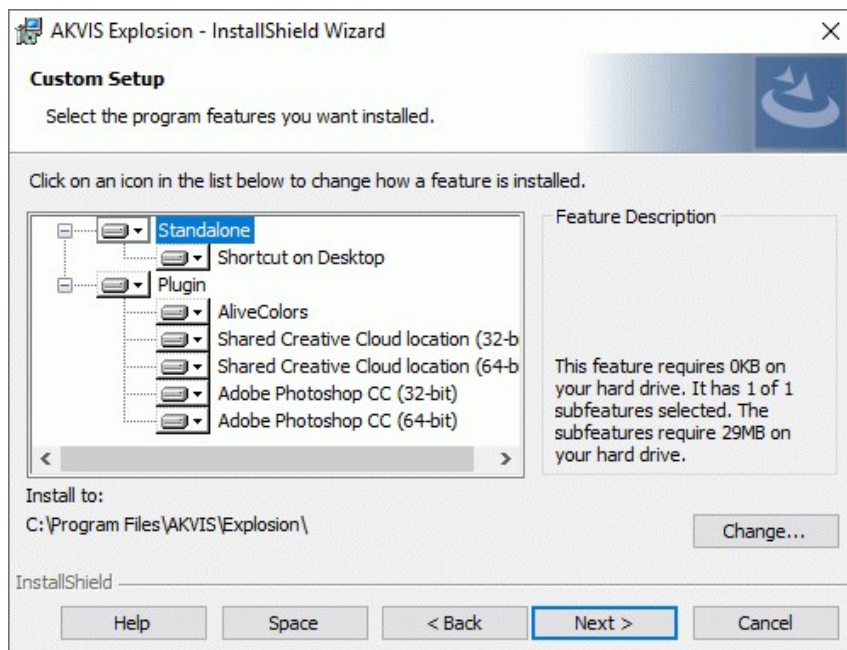 AKVIS Explosion - InstallShield Wizard
Custom Setup
Select the program features you want installed.
Click on an icon in the list below to change how a feature is installed.
Standalone
Shortcut on Desktop
Plugin
AliveColors
Shared Creative Cloud location (32-b
Shared Creative Cloud location (64-b
Adobe Photoshop CC (32-bit)
Adobe Photoshop CC (64-bit)
Feature Description
This feature requires 0KB on
your hard drive. It has 1 of 1
subfeatures selected. The
subfeatures require 29MB on
your hard drive.
Install to:
C:\Program Files\AKVIS\Explosion\
Change...
InstallShield
Help
Space
< Back
Next >
Cancel